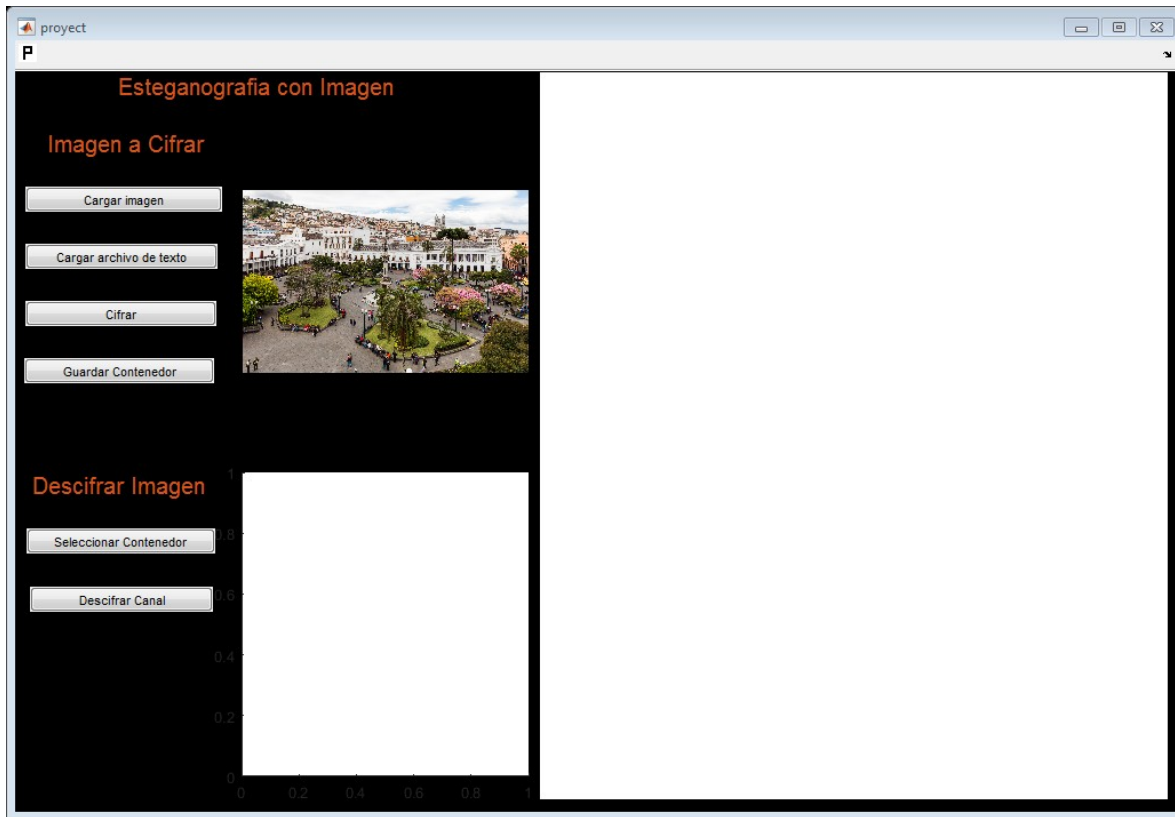 proyect
P
Esteganografia con Imagen
Imagen a Cifrar
Cargar imagen
Cargar archivo de texto
Cifrar
Guardar Contenedor
Descifrar Imagen
Seleccionar Contenedor
Descifrar Canal
1
0.8
0.6
0.4
0.2
0
0 0.2 0.4 0.6 0.8 1